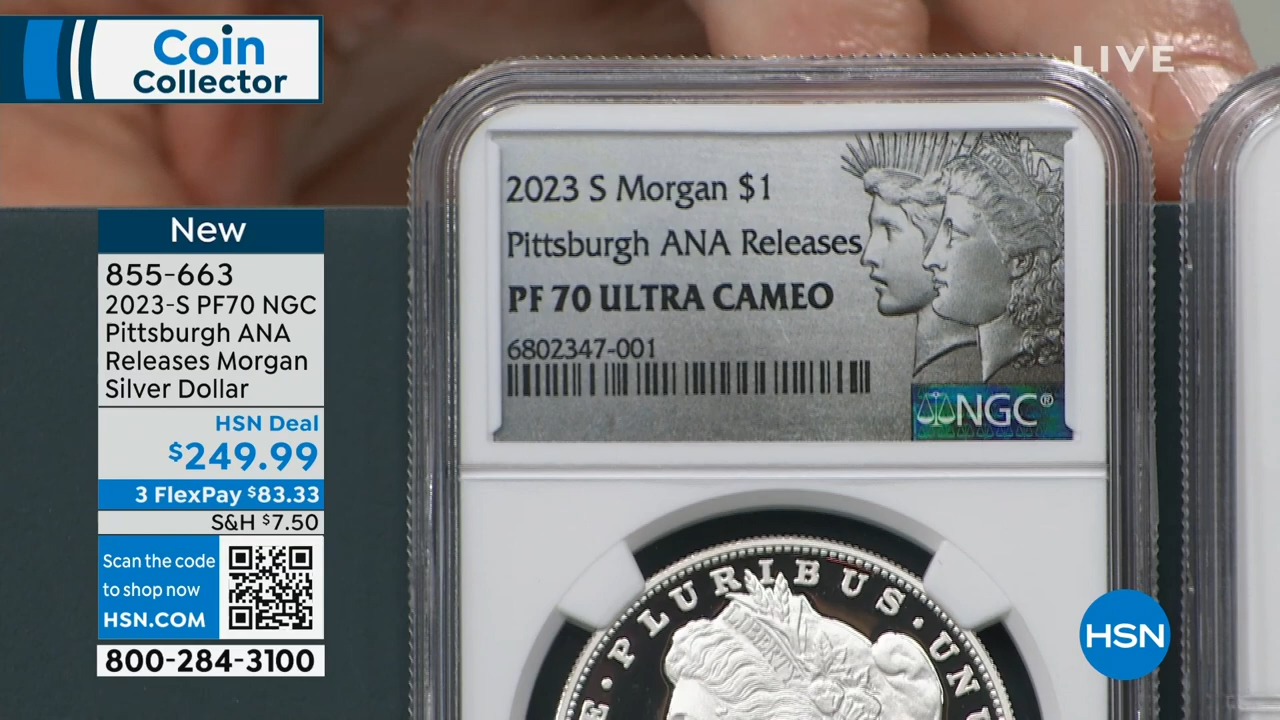 Coin
Collector
LIVE
New
855-663
2023-S PF70 NGC
Pittsburgh ANA
Releases Morgan
Silver Dollar
HSN Deal
$249.99
3 FlexPay $83.33
S&H $7.50
Scan the code
to shop now
HSN.COM
800-284-3100
2023 S Morgan $1
Pittsburgh ANA Releases
PF 70 ULTRA CAMEO
6802347-001
NGC®
E · PLURIBUS · UNU
HSN